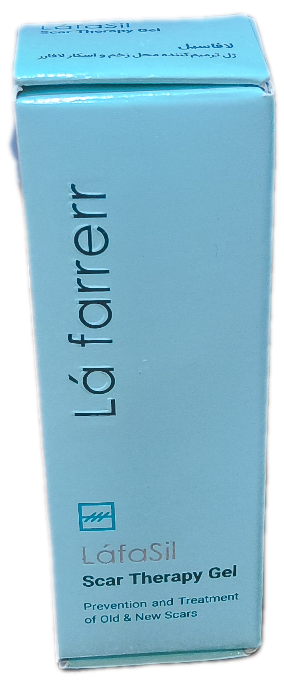 LáfaSil
Scar Therapy Gel
لافاسیل
ژل ترمیم کننده محل زخم و اسکار لافارر
Lá farrerr
LáfaSil
Scar Therapy Gel
Prevention and Treatment
of Old & New Scars